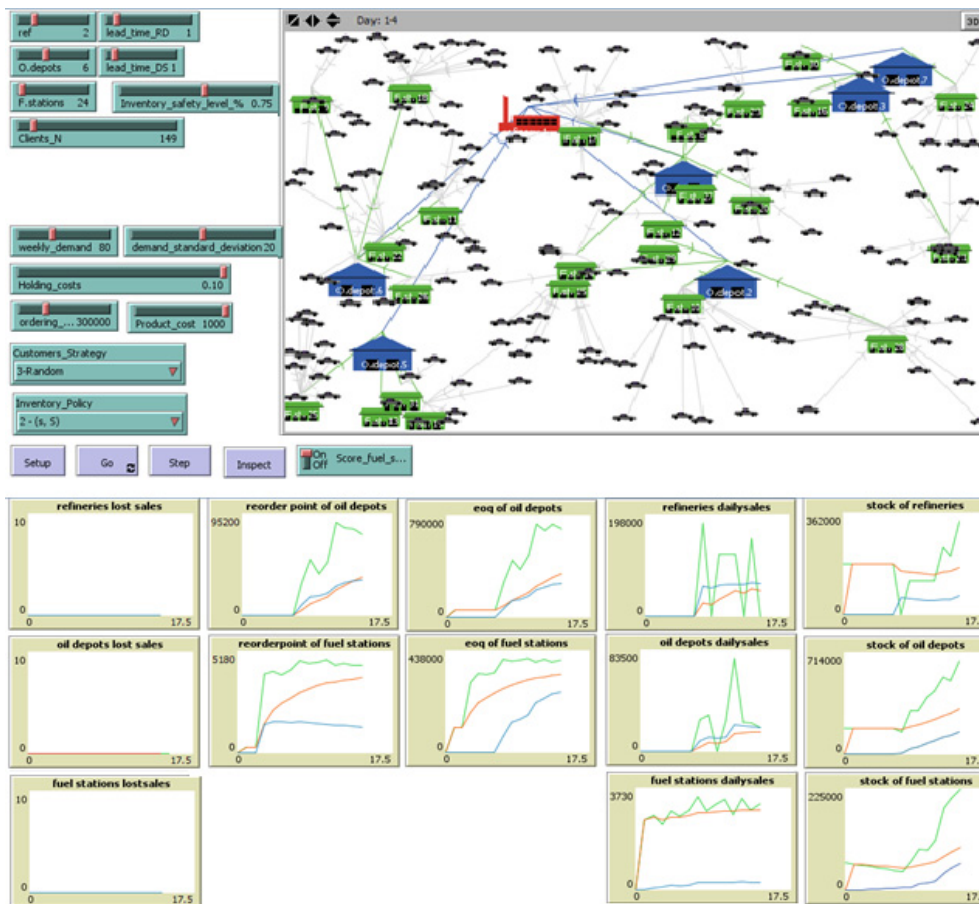 ref 2
lead_time_RD 1
O.depots 6
lead_time_DS 1
F.stations 24
Inventory_safety_level_% 0.75
Clients_N 149
weekly_demand 80
demand_standard_deviation 20
Holding_costs 0.10
ordering_... 300000
Product_cost 1000
Customers_Strategy
3-Random
Inventory_Policy
2 - (s, S)
Setup
Go
Step
Inspect
On
Off
Score_fuel_s...
Day: 14
3D
O.depot.7
O.depot.3
O.depot.6
O.depot.2
O.depot.5
refineries lost sales
10
0
0
17.5
reorder point of oil depots
95200
0
0
17.5
eoq of oil depots
790000
0
0
17.5
refineries dailysales
198000
0
0
17.5
stock of refineries
362000
0
0
17.5
oil depots lost sales
10
0
0
17.5
reorderpoint of fuel stations
5180
0
0
17.5
eoq of fuel stations
438000
0
0
17.5
oil depots dailysales
83500
0
0
17.5
stock of oil depots
714000
0
0
17.5
fuel stations lostsales
10
0
0
17.5
fuel stations dailysales
3730
0
0
17.5
stock of fuel stations
225000
0
0
17.5